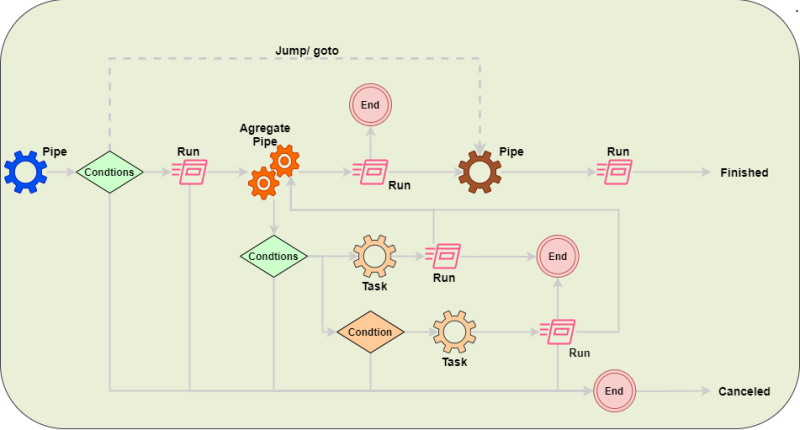 Jump/ goto
End
Agregate
Pipe
Pipe
Run
Pipe
Run
Condtions
Run
Finished
Condtions
End
Task
Run
Condtion
Task
Run
End
Canceled